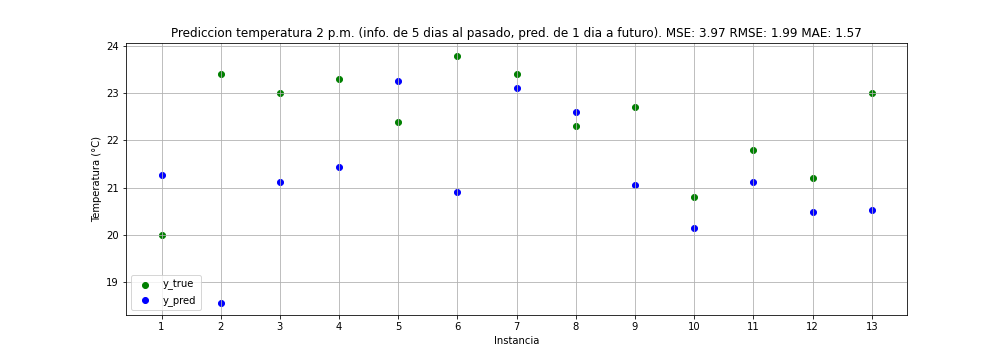 Prediccion temperatura 2 p.m. (info. de 5 dias al pasado, pred. de 1 dia a futuro). MSE: 3.97 RMSE: 1.99 MAE: 1.57
24
23
22
21
20
19
Temperatura (°C)
y_true
y_pred
1 2 3 4 5 6 7 8 9 10 11 12 13
Instancia